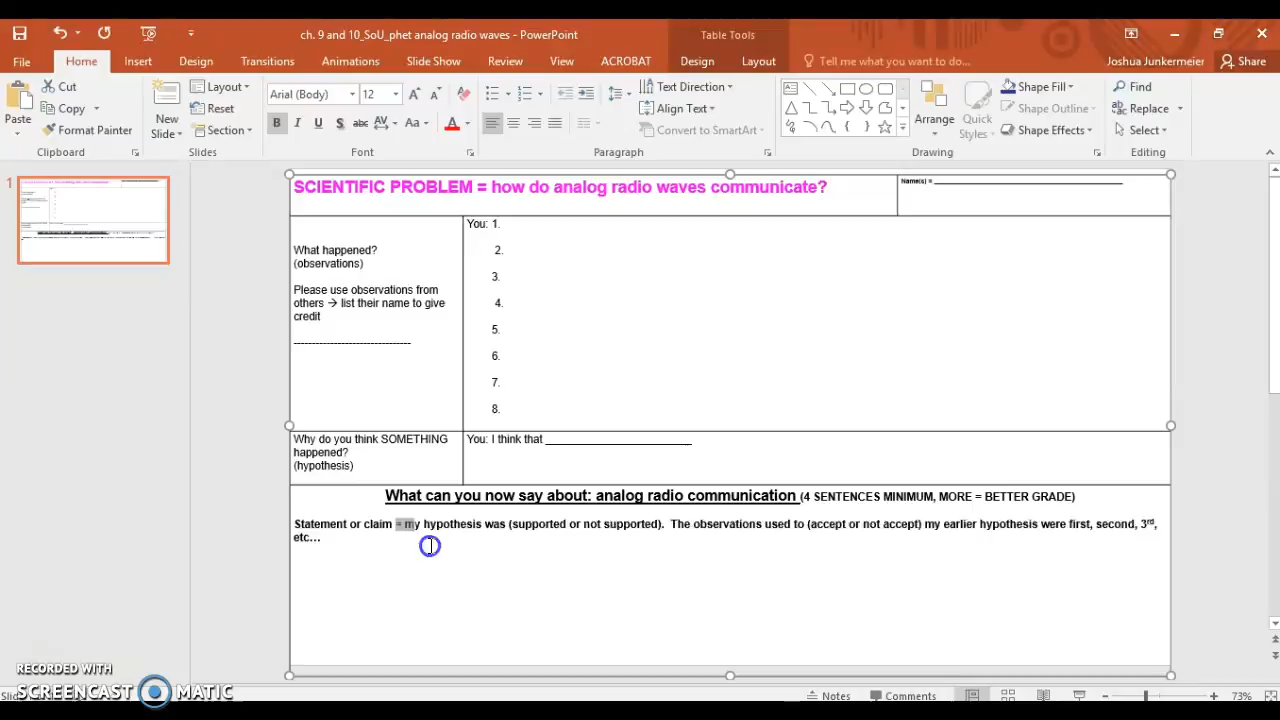 ch. 9 and 10_SoU_phet analog radio waves - PowerPoint
Table Tools
File Home Insert Design Transitions Animations Slide Show Review View ACROBAT Design Layout Tell me what you want to do... Joshua Junkermeier Share
Paste
Cut
Copy
Format Painter
New
Slide
Layout
Reset
Section
Arial (Body) 12
B I U S abc AV Aa A
Text Direction
Align Text
Convert to SmartArt
Arrange
Quick
Styles
Shape Fill
Shape Outline
Shape Effects
Find
Replace
Select
Clipboard Slides Font Paragraph Drawing Editing
1
SCIENTIFIC PROBLEM = how do analog radio waves communicate?
Name(s) = ____________________
What happened?
(observations)
Please use observations from
others → list their name to give
credit
-------------------------------
You: 1.
2.
3.
4.
5.
6.
7.
8.
Why do you think SOMETHING
happened?
(hypothesis)
You: I think that ________________________
What can you now say about: analog radio communication (4 SENTENCES MINIMUM, MORE = BETTER GRADE)
Statement or claim = my hypothesis was (supported or not supported). The observations used to (accept or not accept) my earlier hypothesis were first, second, 3rd,
etc...
RECORDED WITH
SCREENCAST MATIC
Notes Comments 73%